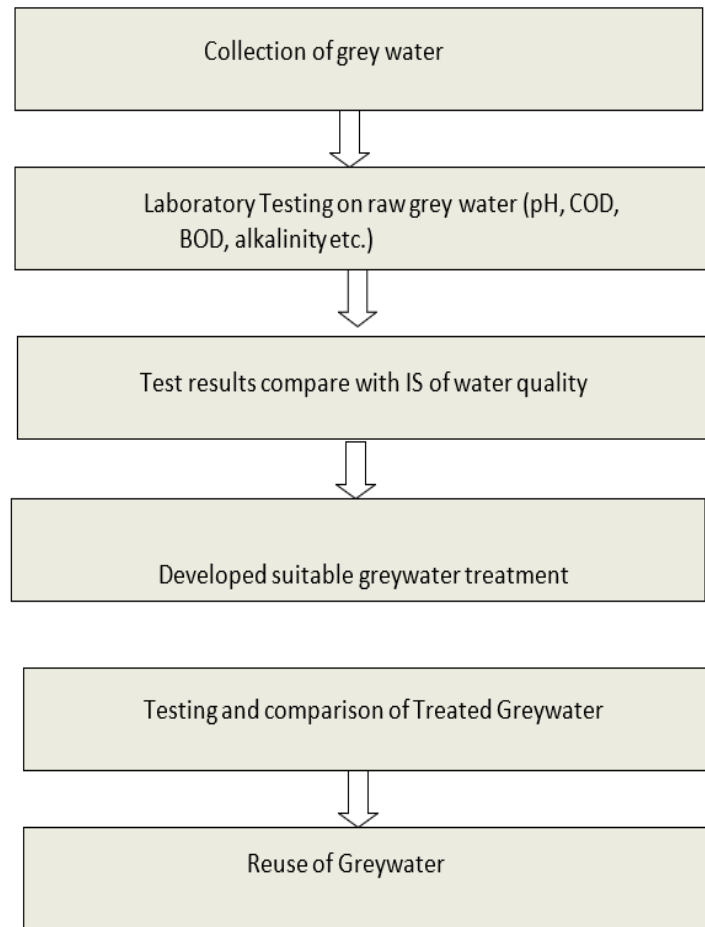 Collection of grey water
Laboratory Testing on raw grey water (pH, COD,
BOD, alkalinity etc.)
Test results compare with IS of water quality
Developed suitable greywater treatment
Testing and comparison of Treated Greywater
Reuse of Greywater